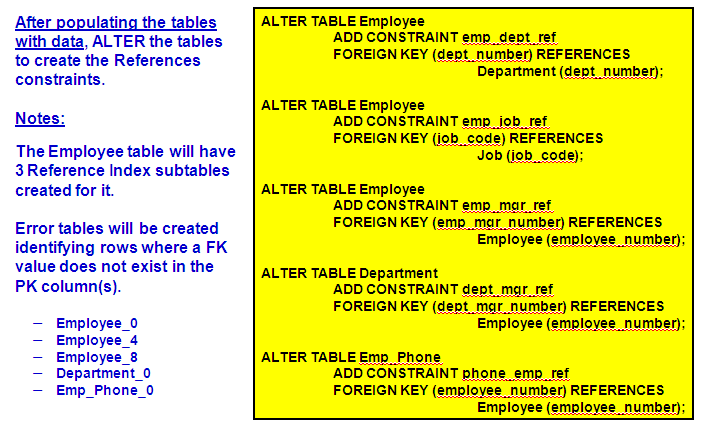 After populating the tables
with data, ALTER the tables
to create the References
constraints.
Notes:
The Employee table will have
3 Reference Index subtables
created for it.
Error tables will be created
identifying rows where a FK
value does not exist in the
PK column(s).
– Employee_0
– Employee_4
– Employee_8
– Department_0
– Emp_Phone_0
ALTER TABLE Employee
ADD CONSTRAINT emp_dept_ref
FOREIGN KEY (dept_number) REFERENCES
Department (dept_number);
ALTER TABLE Employee
ADD CONSTRAINT emp_job_ref
FOREIGN KEY (job_code) REFERENCES
Job (job_code);
ALTER TABLE Employee
ADD CONSTRAINT emp_mgr_ref
FOREIGN KEY (emp_mgr_number) REFERENCES
Employee (employee_number);
ALTER TABLE Department
ADD CONSTRAINT dept_mgr_ref
FOREIGN KEY (dept_mgr_number) REFERENCES
Employee (employee_number);
ALTER TABLE Emp_Phone
ADD CONSTRAINT phone_emp_ref
FOREIGN KEY (employee_number) REFERENCES
Employee (employee_number);